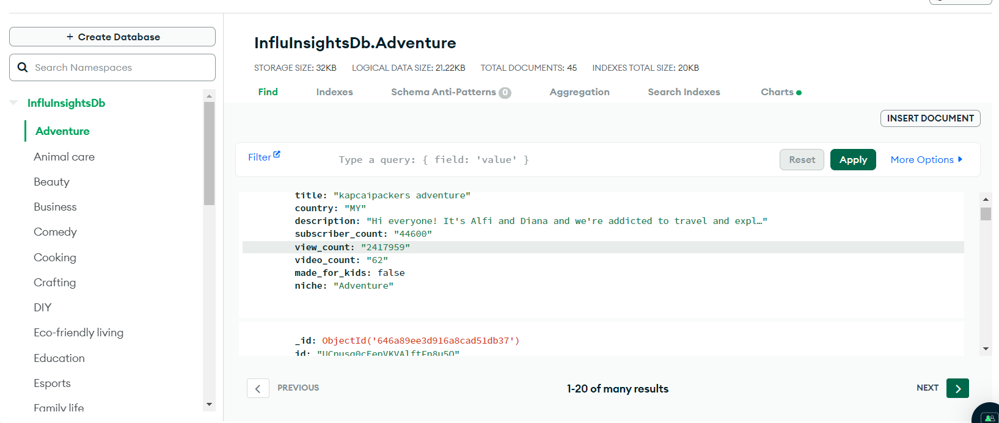 + Create Database
Search Namespaces
InfluInsightsDb
Adventure
Animal care
Beauty
Business
Comedy
Cooking
Crafting
DIY
Eco-friendly living
Education
Esports
Family life
InfluInsightsDb.Adventure
STORAGE SIZE: 32KB LOGICAL DATA SIZE: 21.22KB TOTAL DOCUMENTS: 45 INDEXES TOTAL SIZE: 20KB
Find Indexes Schema Anti-Patterns 0 Aggregation Search Indexes Charts
INSERT DOCUMENT
Filter Type a query: { field: 'value' } Reset Apply More Options
title: "kapcaipackers adventure"
country: "MY"
description: "Hi everyone! It's Alfi and Diana and we're addicted to travel and expl…"
subscriber_count: "44600"
view_count: "2417959"
video_count: "62"
made_for_kids: false
niche: "Adventure"
_id: ObjectId('646a89ee3d916a8cad51db37')
id:
PREVIOUS 1-20 of many results NEXT